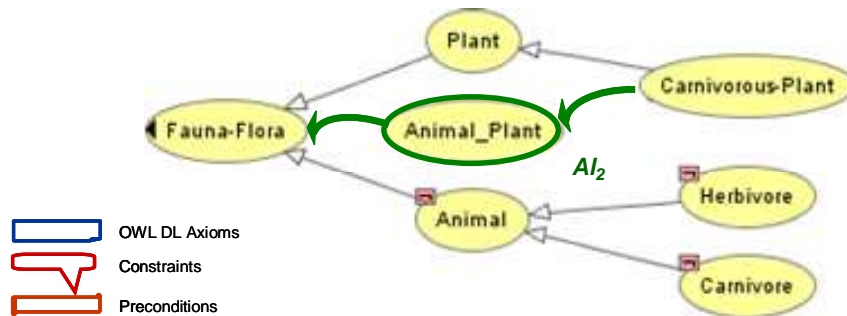 Plant
Carnivorous-Plant
Fauna-Flora
Animal_Plant
AI₂
Herbivore
Animal
OWL DL Axioms
Constraints
Carnivore
Preconditions